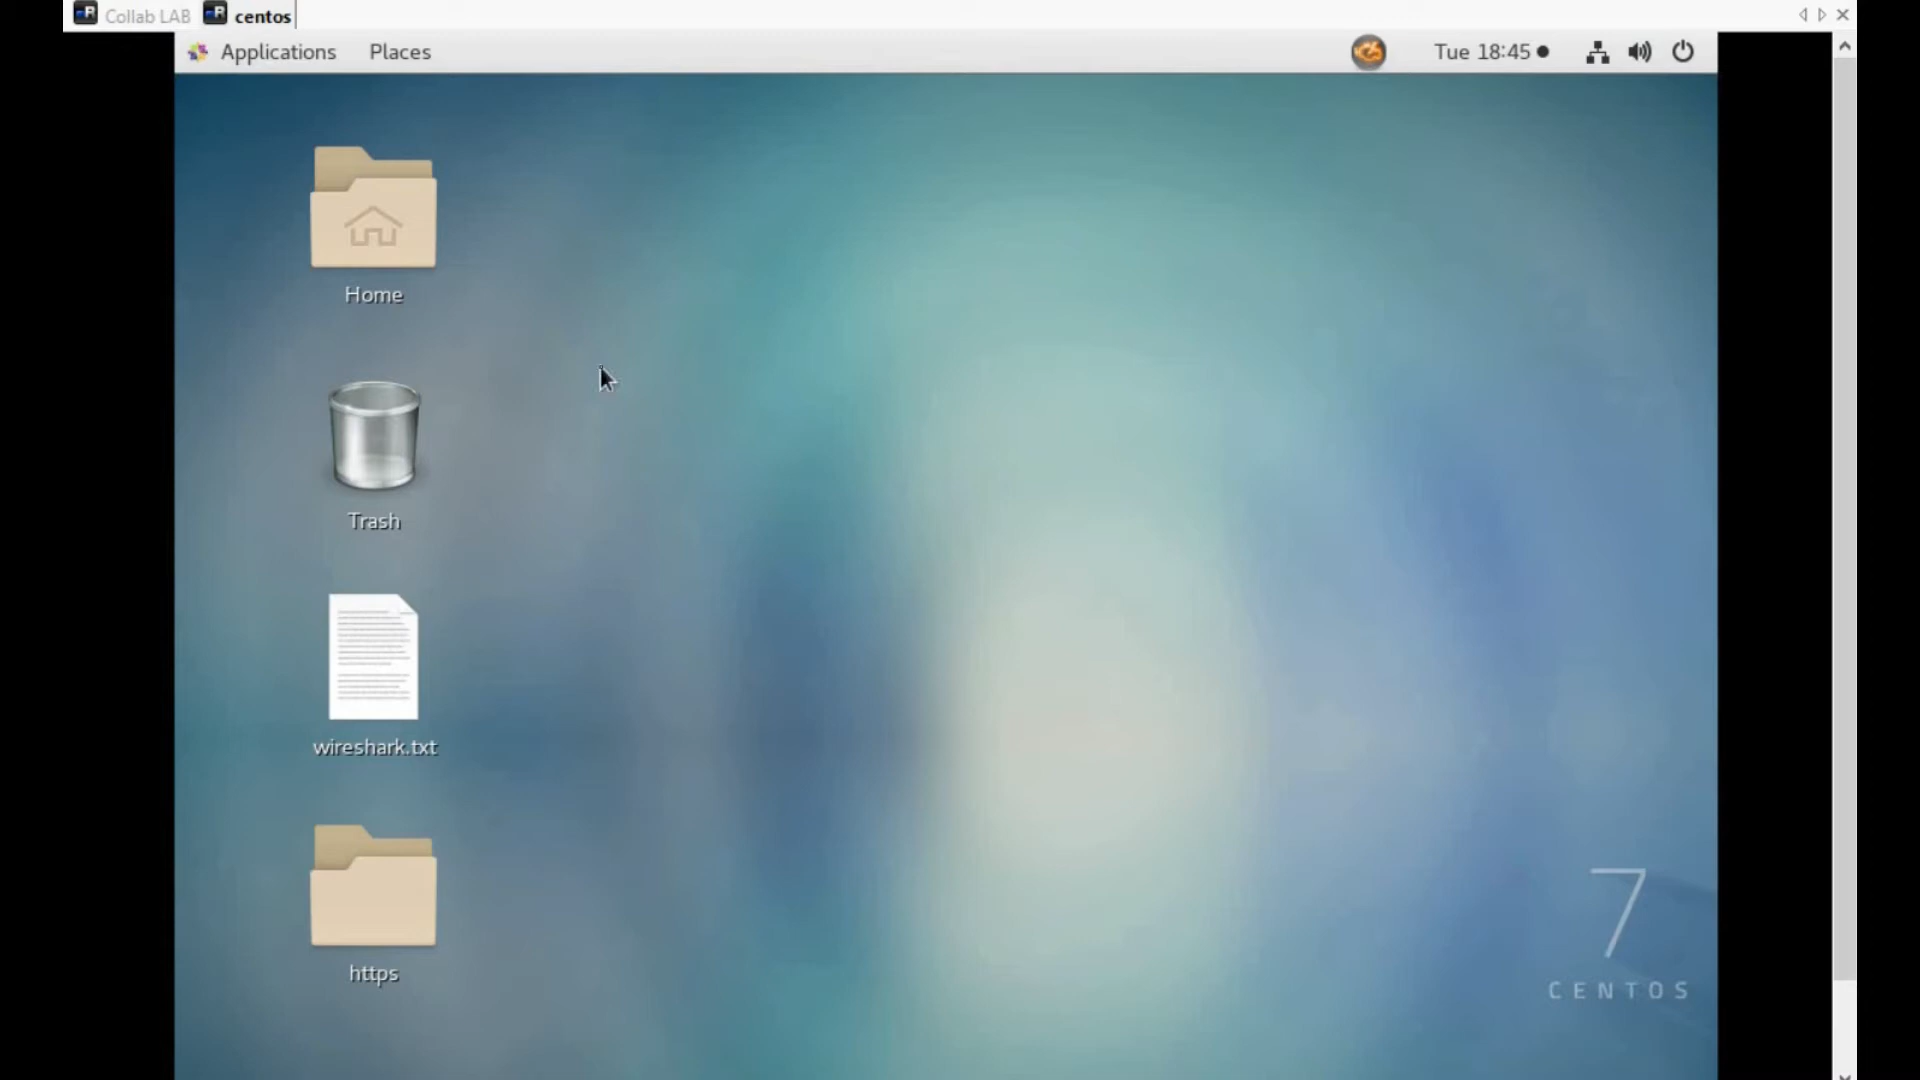 Collab LAB centos
Applications Places Tue 18:45
Home
Trash
wireshark.txt
https
7
CENTOS